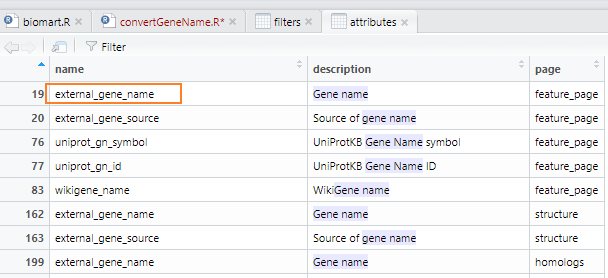 biomart.R convertGeneName.R* filters attributes
Filter
name description page
19 external_gene_name Gene name feature_page
20 external_gene_source Source of gene name feature_page
76 uniprot_gn_symbol UniProtKB Gene Name symbol feature_page
77 uniprot_gn_id UniProtKB Gene Name ID feature_page
83 wikigene_name WikiGene name feature_page
162 external_gene_name Gene name structure
163 external_gene_source Source of gene name structure
199 external_gene_name Gene name homologs